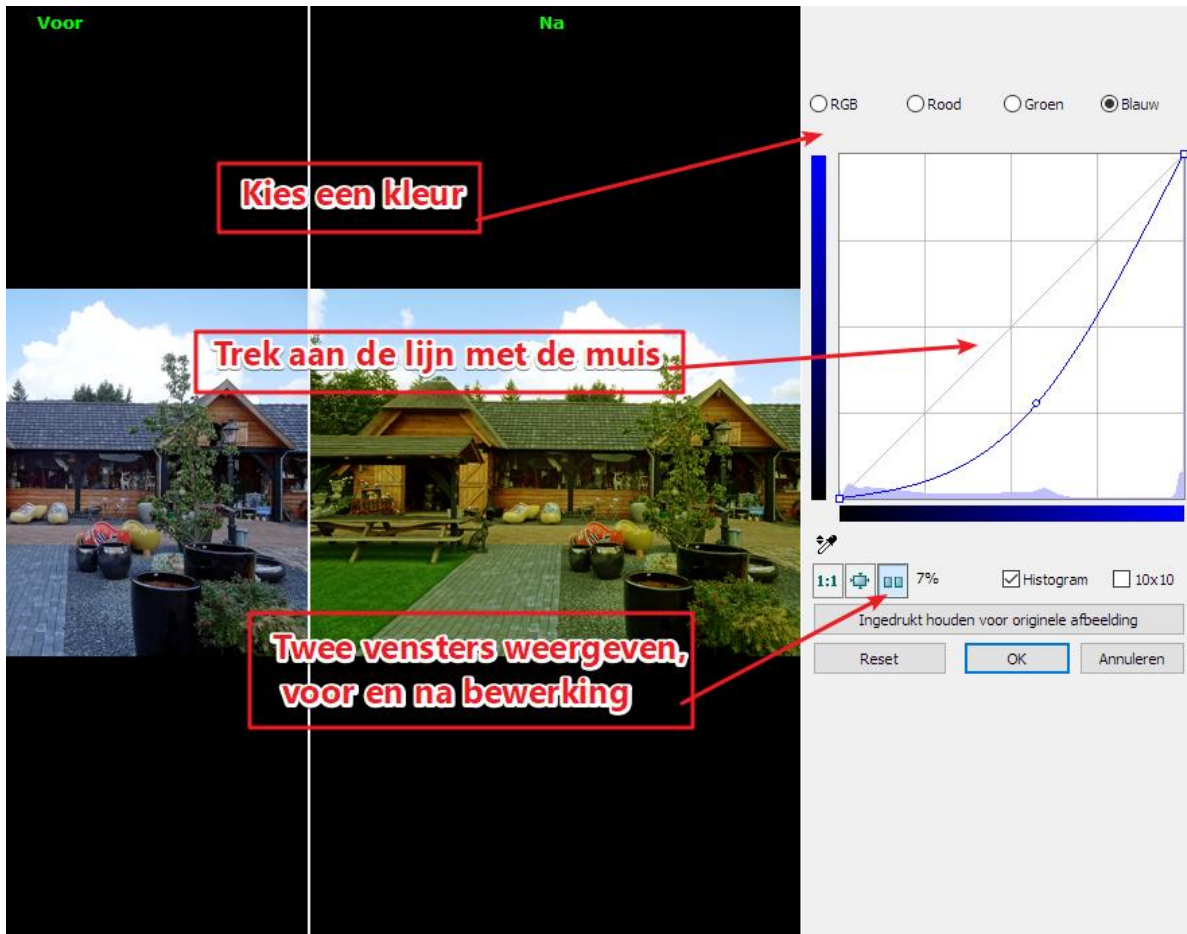 Voor
Na
RGB
Rood
Groen
Blauw
Kies een kleur
Trek aan de lijn met de muis
1:1
7%
Histogram
10x10
Ingedrukt houden voor originele afbeelding
Twee vensters weergeven,
voor en na bewerking
Reset
OK
Annuleren